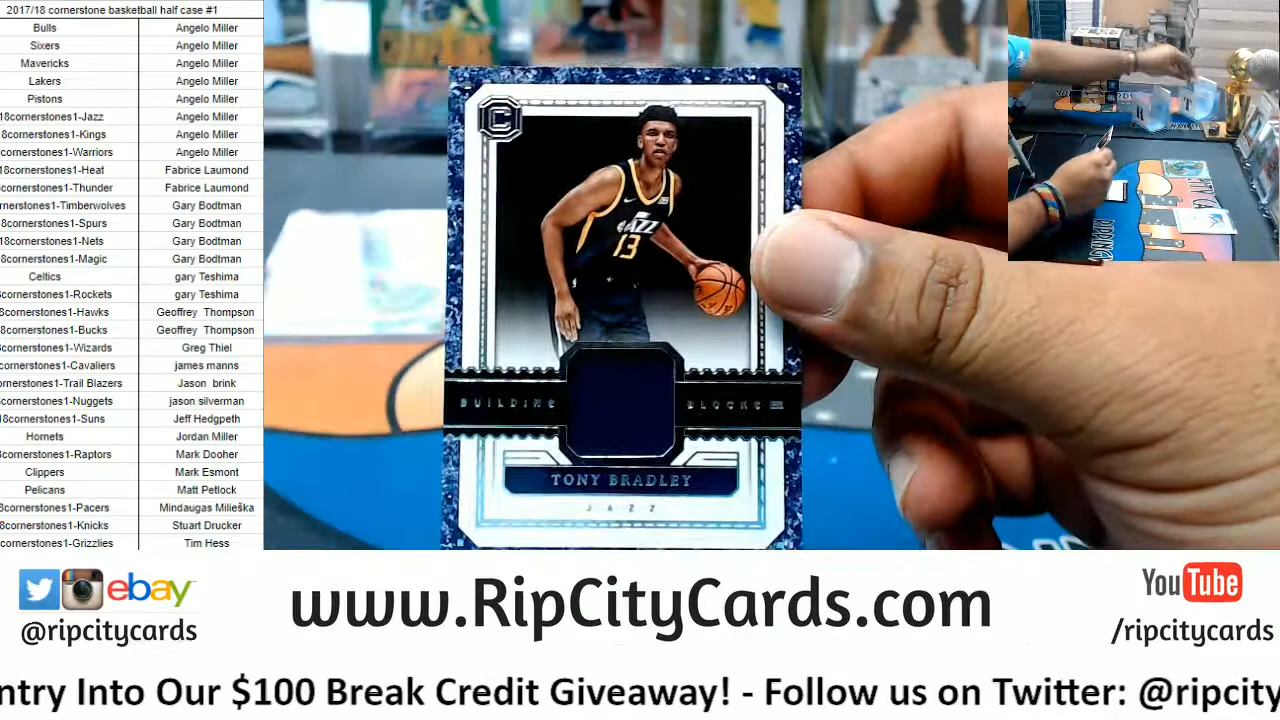 2017/18 cornerstone basketball half case #1
Bulls Angelo Miller
Sixers Angelo Miller
Mavericks Angelo Miller
Lakers Angelo Miller
Pistons Angelo Miller
18cornerstones1-Jazz Angelo Miller
8cornerstones1-Kings Angelo Miller
cornerstones1-Warriors Angelo Miller
18cornerstones1-Heat Fabrice Laumond
8cornerstones1-Thunder Fabrice Laumond
rnerstones1-Timberwolves Gary Bodtman
8cornerstones1-Spurs Gary Bodtman
18cornerstones1-Nets Gary Bodtman
8cornerstones1-Magic Gary Bodtman
Celtics gary Teshima
8cornerstones1-Rockets gary Teshima
8cornerstones1-Hawks Geoffrey Thompson
8cornerstones1-Bucks Geoffrey Thompson
8cornerstones1-Wizards Greg Thiel
cornerstones1-Cavaliers james manns
ornerstones1-Trail Blazers Jason brink
cornerstones1-Nuggets jason silverman
18cornerstones1-Suns Jeff Hedgpeth
Hornets Jordan Miller
8cornerstones1-Raptors Mark Dooher
Clippers Mark Esmont
Pelicans Matt Petlock
8cornerstones1-Pacers Mindaugas Milieška
8cornerstones1-Knicks Stuart Drucker
cornerstones1-Grizzlies Tim Hess
C
JAZZ
13
BUILDING BLOCKS
TONY BRADLEY
JAZZ
ebay
@ripcitycards
www.RipCityCards.com
YouTube
/ripcitycards
ntry Into Our $100 Break Credit Giveaway! - Follow us on Twitter: @ripcity